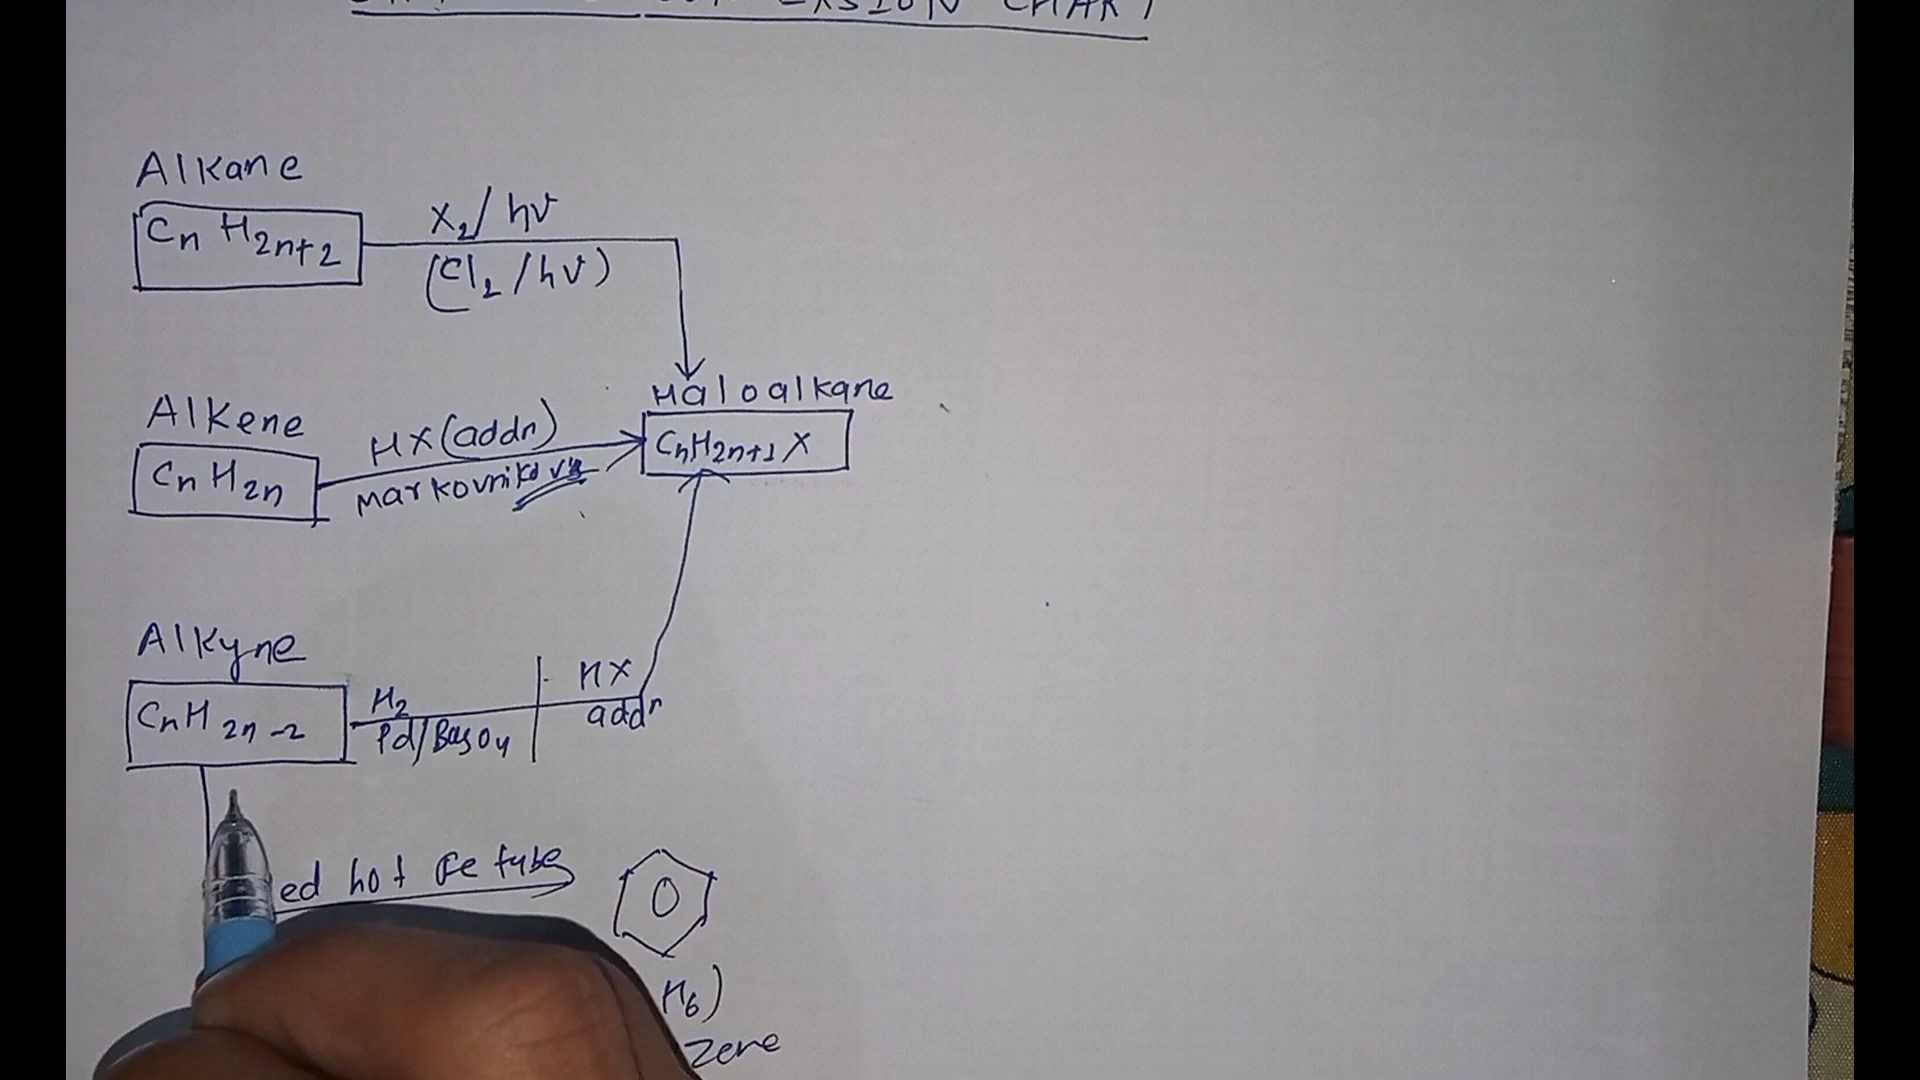 CHART
Alkane
CnH2n+2
X2/hν
(Cl2/hν)
Haloalkane
CnH2n+1X
Alkene
CnH2n
HX(addn)
Markovnikov's
Alkyne
CnH2n-2
H2
Pd/BaSO4
HX
addn
ed hot Fe tube
H6)
zene